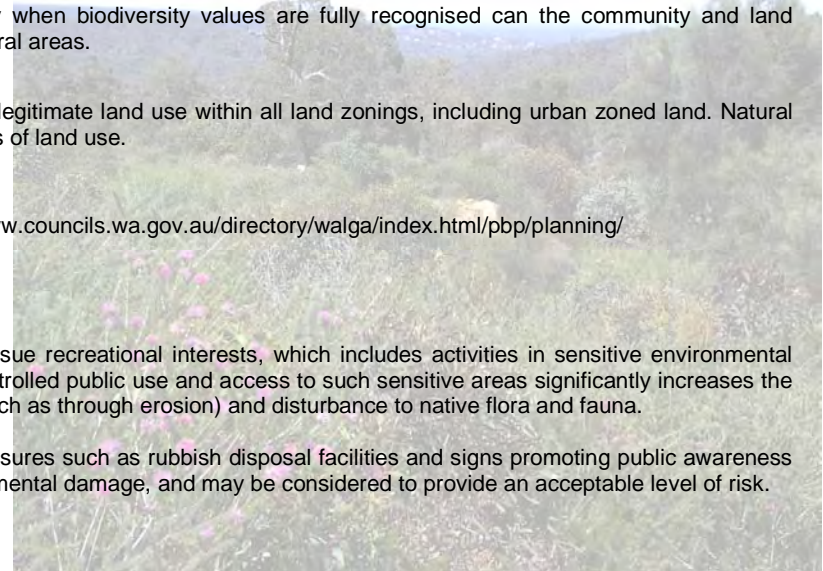 when biodiversity values are fully recognised can the community and land
ral areas.
legitimate land use within all land zonings, including urban zoned land. Natural
s of land use.
w.councils.wa.gov.au/directory/walga/index.html/pbp/planning/
sue recreational interests, which includes activities in sensitive environmental
trolled public use and access to such sensitive areas significantly increases the
ch as through erosion) and disturbance to native flora and fauna.
sures such as rubbish disposal facilities and signs promoting public awareness
mental damage, and may be considered to provide an acceptable level of risk.